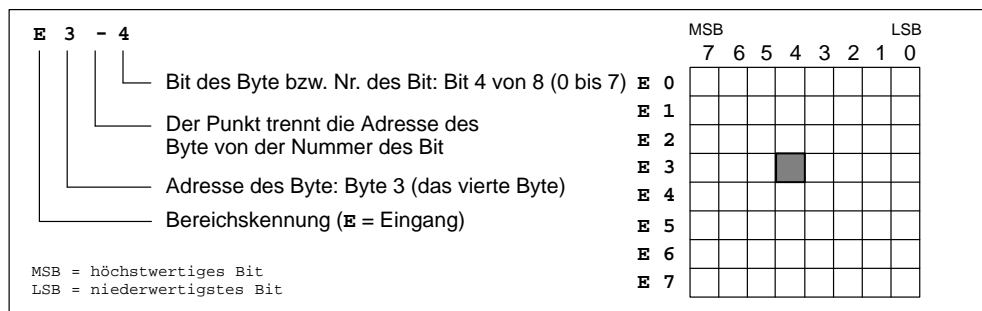 E 3 - 4
Bit des Byte bzw. Nr. des Bit: Bit 4 von 8 (0 bis 7)
Der Punkt trennt die Adresse des
Byte von der Nummer des Bit
Adresse des Byte: Byte 3 (das vierte Byte)
Bereichskennung (E = Eingang)
MSB = höchstwertiges Bit
LSB = niederwertigstes Bit
MSB LSB
7 6 5 4 3 2 1 0
E 0
E 1
E 2
E 3
E 4
E 5
E 6
E 7